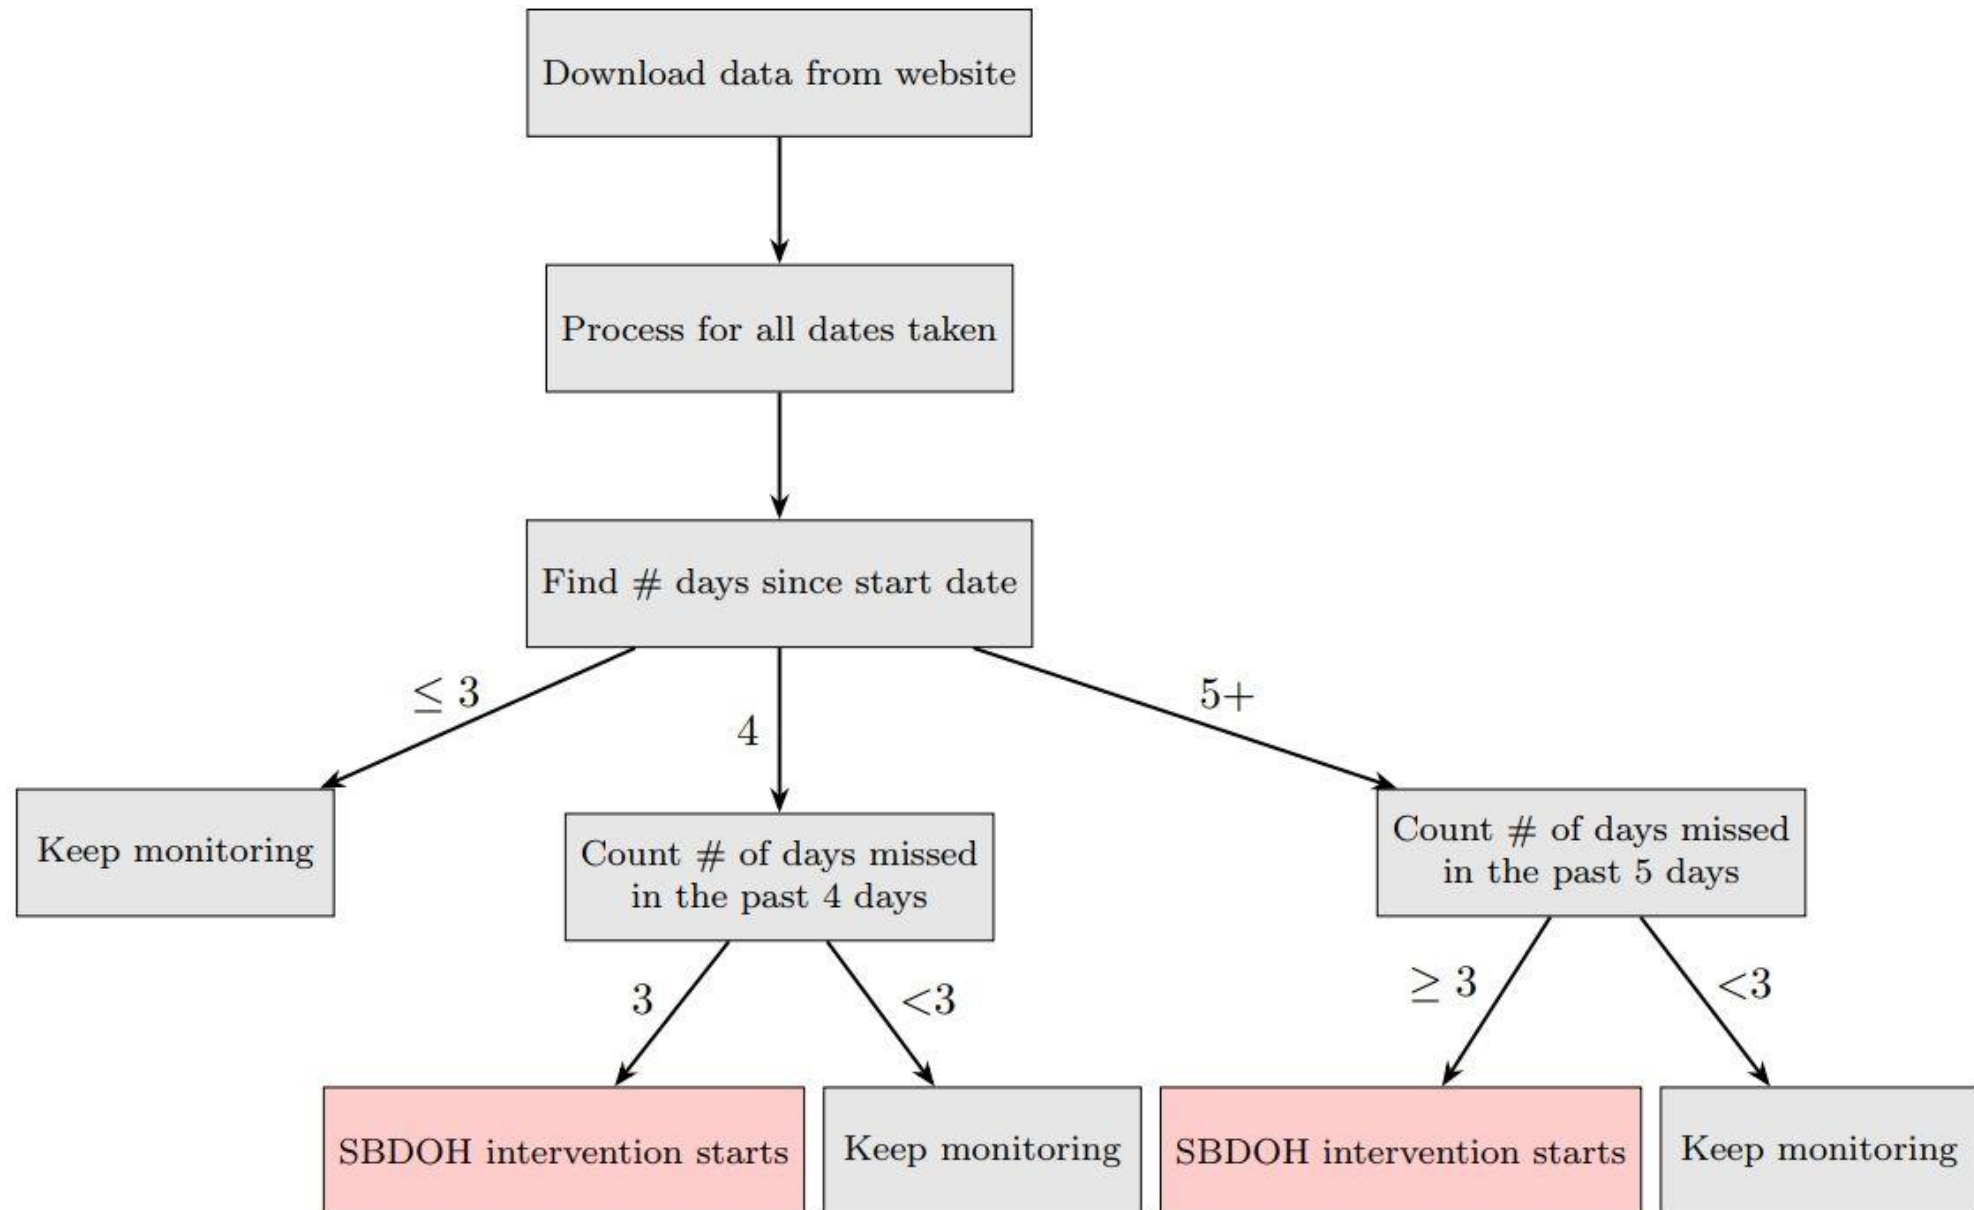 Download data from website
Process for all dates taken
Find # days since start date
≤ 3
4
5+
Keep monitoring
Count # of days missed
in the past 4 days
Count # of days missed
in the past 5 days
3
<3
≥ 3
<3
SBDOH intervention starts
Keep monitoring
SBDOH intervention starts
Keep monitoring